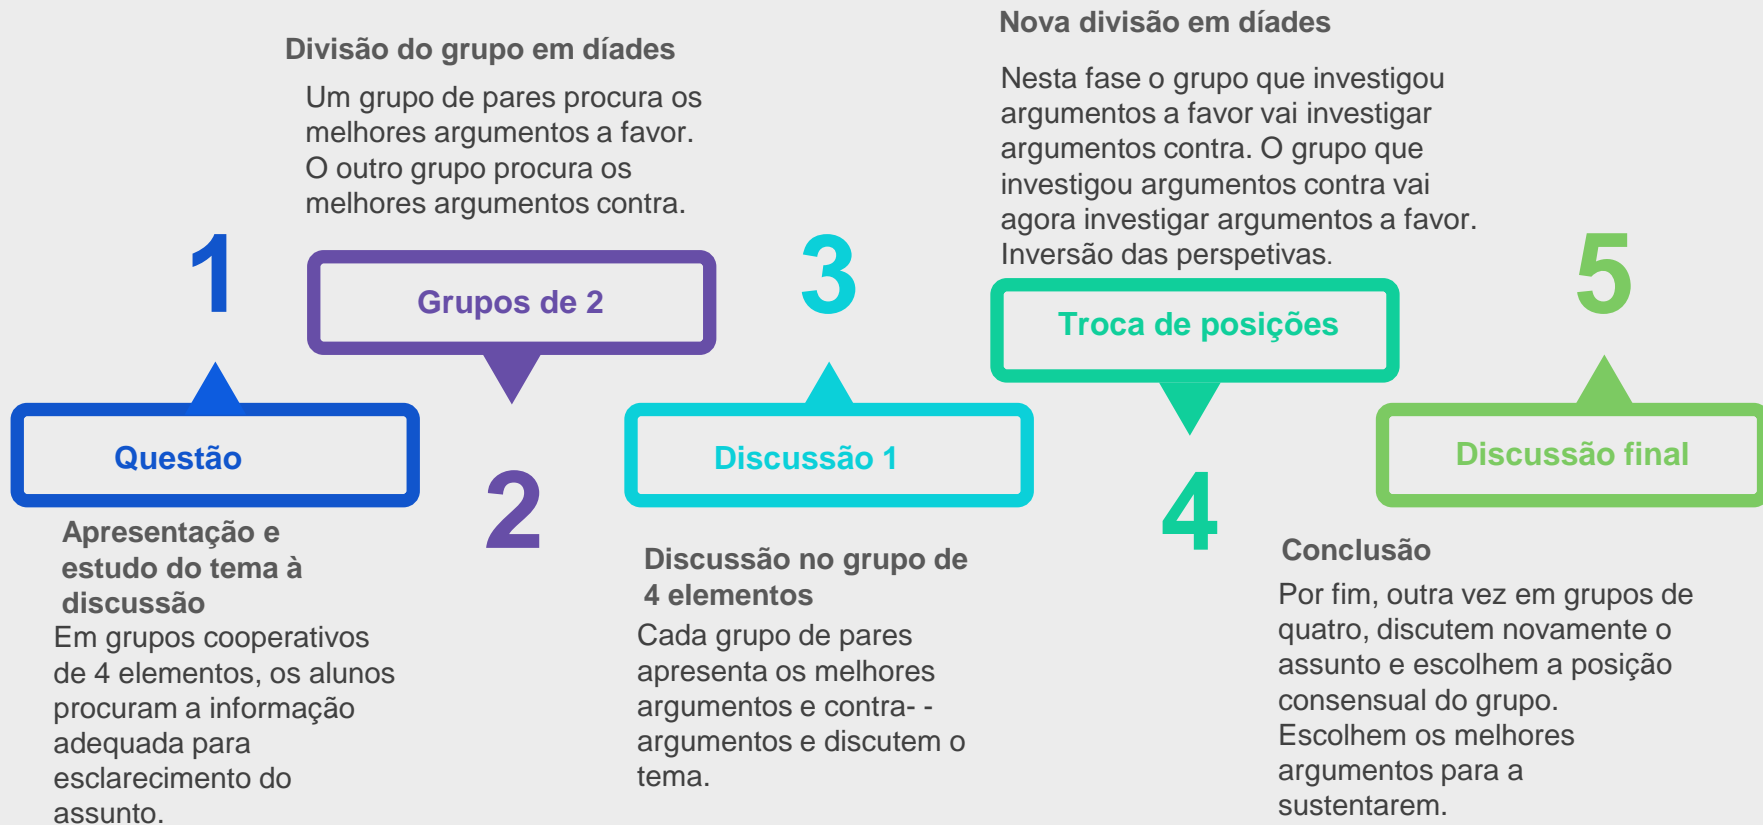 1
Questão
Apresentação e
estudo do tema à
discussão
Em grupos cooperativos
de 4 elementos, os alunos
procuram a informação
adequada para
esclarecimento do
assunto.
Divisão do grupo em díades
Um grupo de pares procura os
melhores argumentos a favor.
O outro grupo procura os
melhores argumentos contra.
Grupos de 2
2
3
Discussão 1
Discussão no grupo de
4 elementos
Cada grupo de pares
apresenta os melhores
argumentos e contra- -
argumentos e discutem o
tema.
Nova divisão em díades
Nesta fase o grupo que investigou
argumentos a favor vai investigar
argumentos contra. O grupo que
investigou argumentos contra vai
agora investigar argumentos a favor.
Inversão das perspetivas.
Troca de posições
4
5
Discussão final
Conclusão
Por fim, outra vez em grupos de
quatro, discutem novamente o
assunto e escolhem a posição
consensual do grupo.
Escolhem os melhores
argumentos para a
sustentarem.